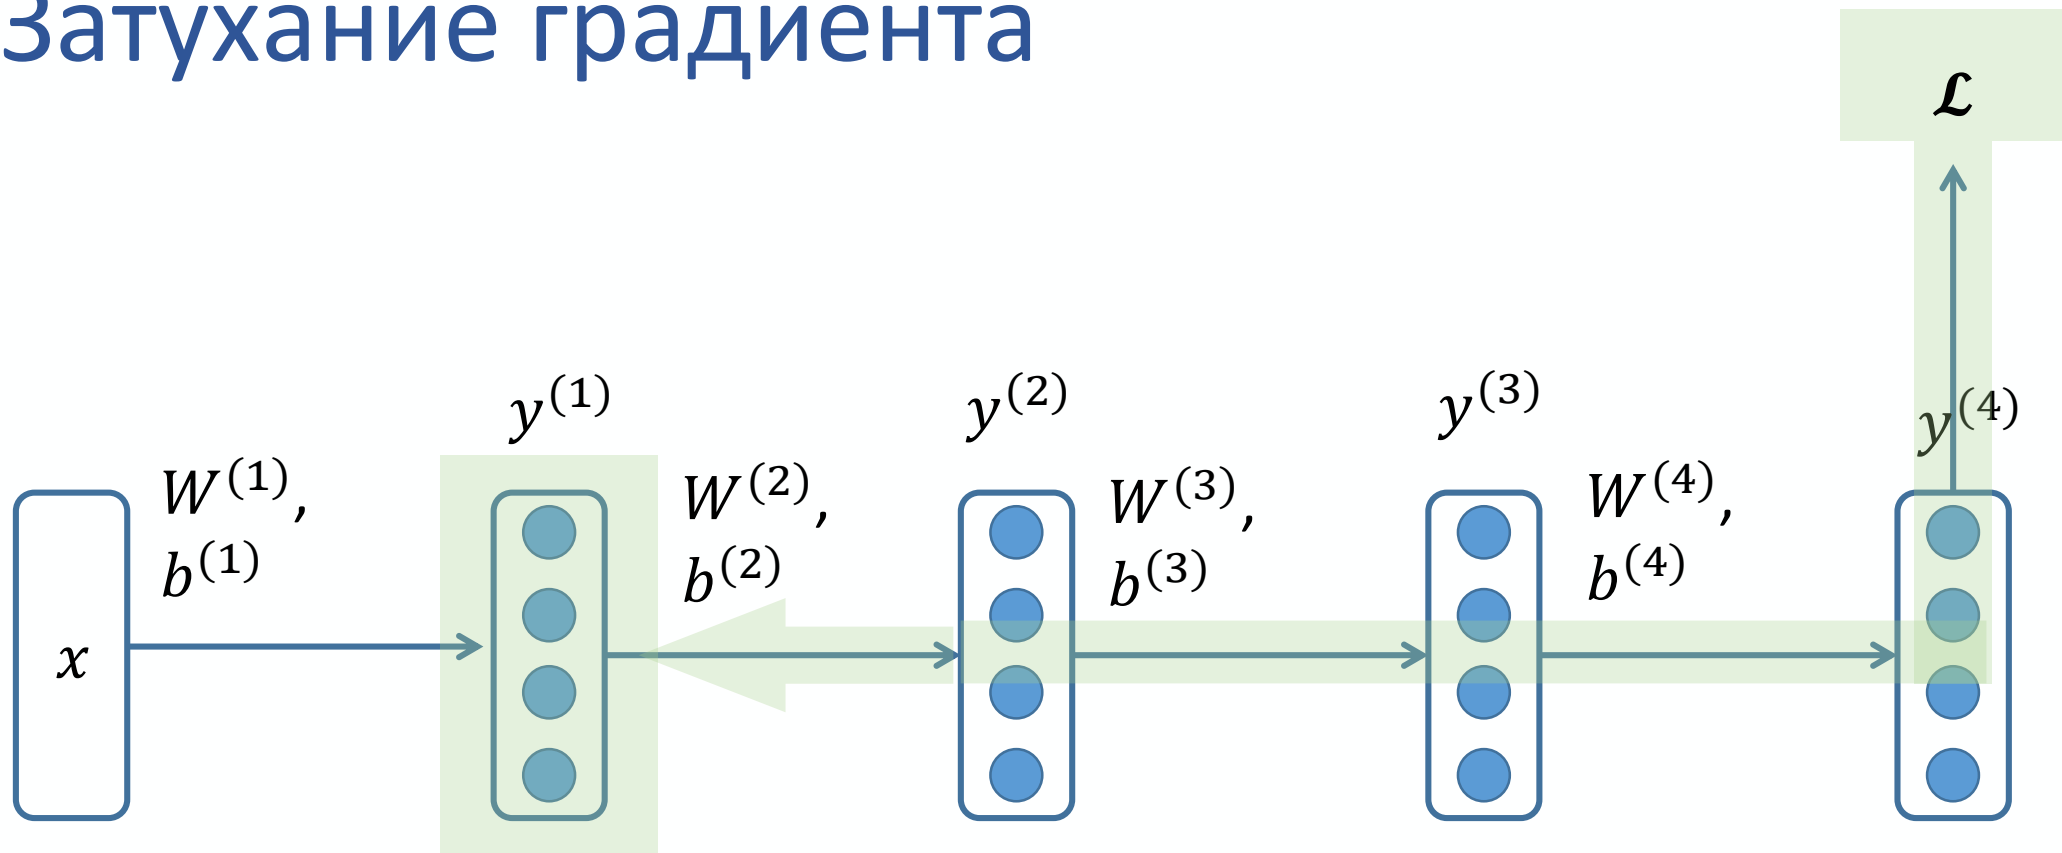 Затухание градиента
ℒ
y⁽¹⁾
y⁽²⁾
y⁽³⁾
y⁽⁴⁾
W⁽¹⁾,
b⁽¹⁾
W⁽²⁾,
b⁽²⁾
W⁽³⁾,
b⁽³⁾
W⁽⁴⁾,
b⁽⁴⁾
x